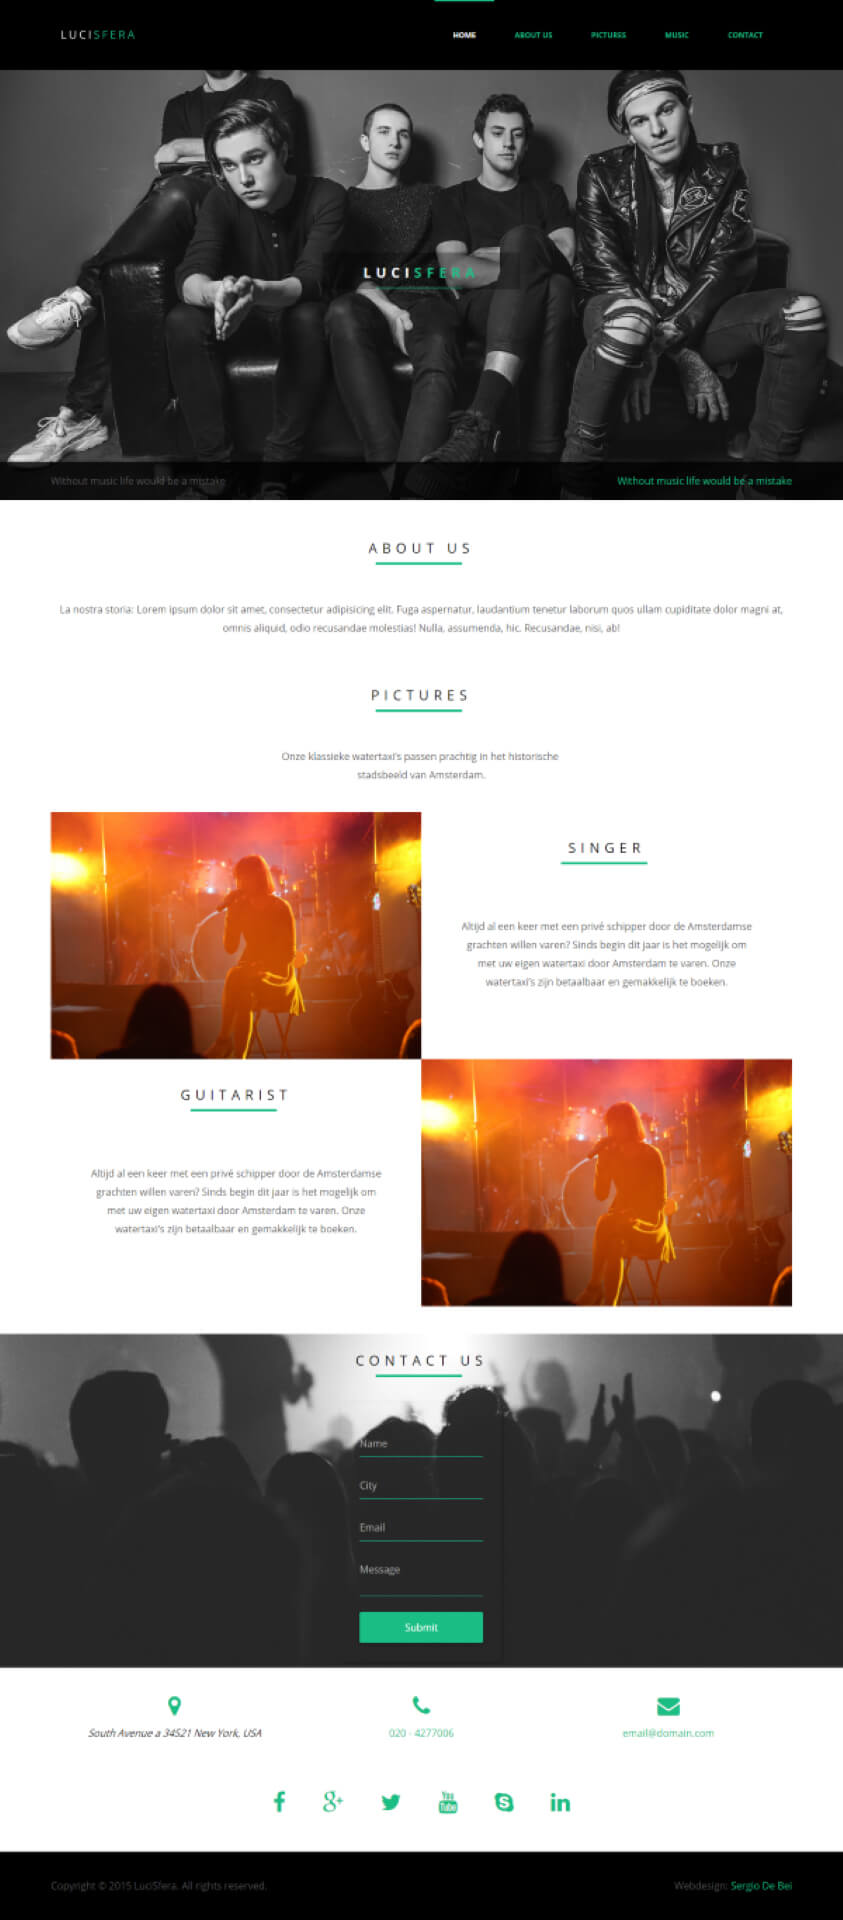 LUCISFERA
HOME ABOUT US PICTURES MUSIC CONTACT
LUCISFERA
Without music life would be a mistake
Without music life would be a mistake
ABOUT US
La nostra storia: Lorem ipsum dolor sit amet, consectetur adipisicing elit. Fuga aspernatur, laudantium tenetur laborum quos ullam cupiditate dolor magni at,
omnis aliquid, odio recusandae molestias! Nulla, assumenda, hic. Recusandae, nisi, ab!
PICTURES
Onze klassieke watertaxi's passen prachtig in het historische
stadsbeeld van Amsterdam.
SINGER
Altijd al een keer met een privé schipper door de Amsterdamse
grachten willen varen? Sinds begin dit jaar is het mogelijk om
met uw eigen watertaxi door Amsterdam te varen. Onze
watertaxi's zijn betaalbaar en gemakkelijk te boeken.
GUITARIST
Altijd al een keer met een privé schipper door de Amsterdamse
grachten willen varen? Sinds begin dit jaar is het mogelijk om
met uw eigen watertaxi door Amsterdam te varen. Onze
watertaxi's zijn betaalbaar en gemakkelijk te boeken.
CONTACT US
Name
City
Email
Message
Submit
South Avenue a 34521 New York, USA
020 - 4277006
email@domain.com
You Tube
Copyright © 2015 LuciSfera. All rights reserved.
Webdesign: Sergio De Bei